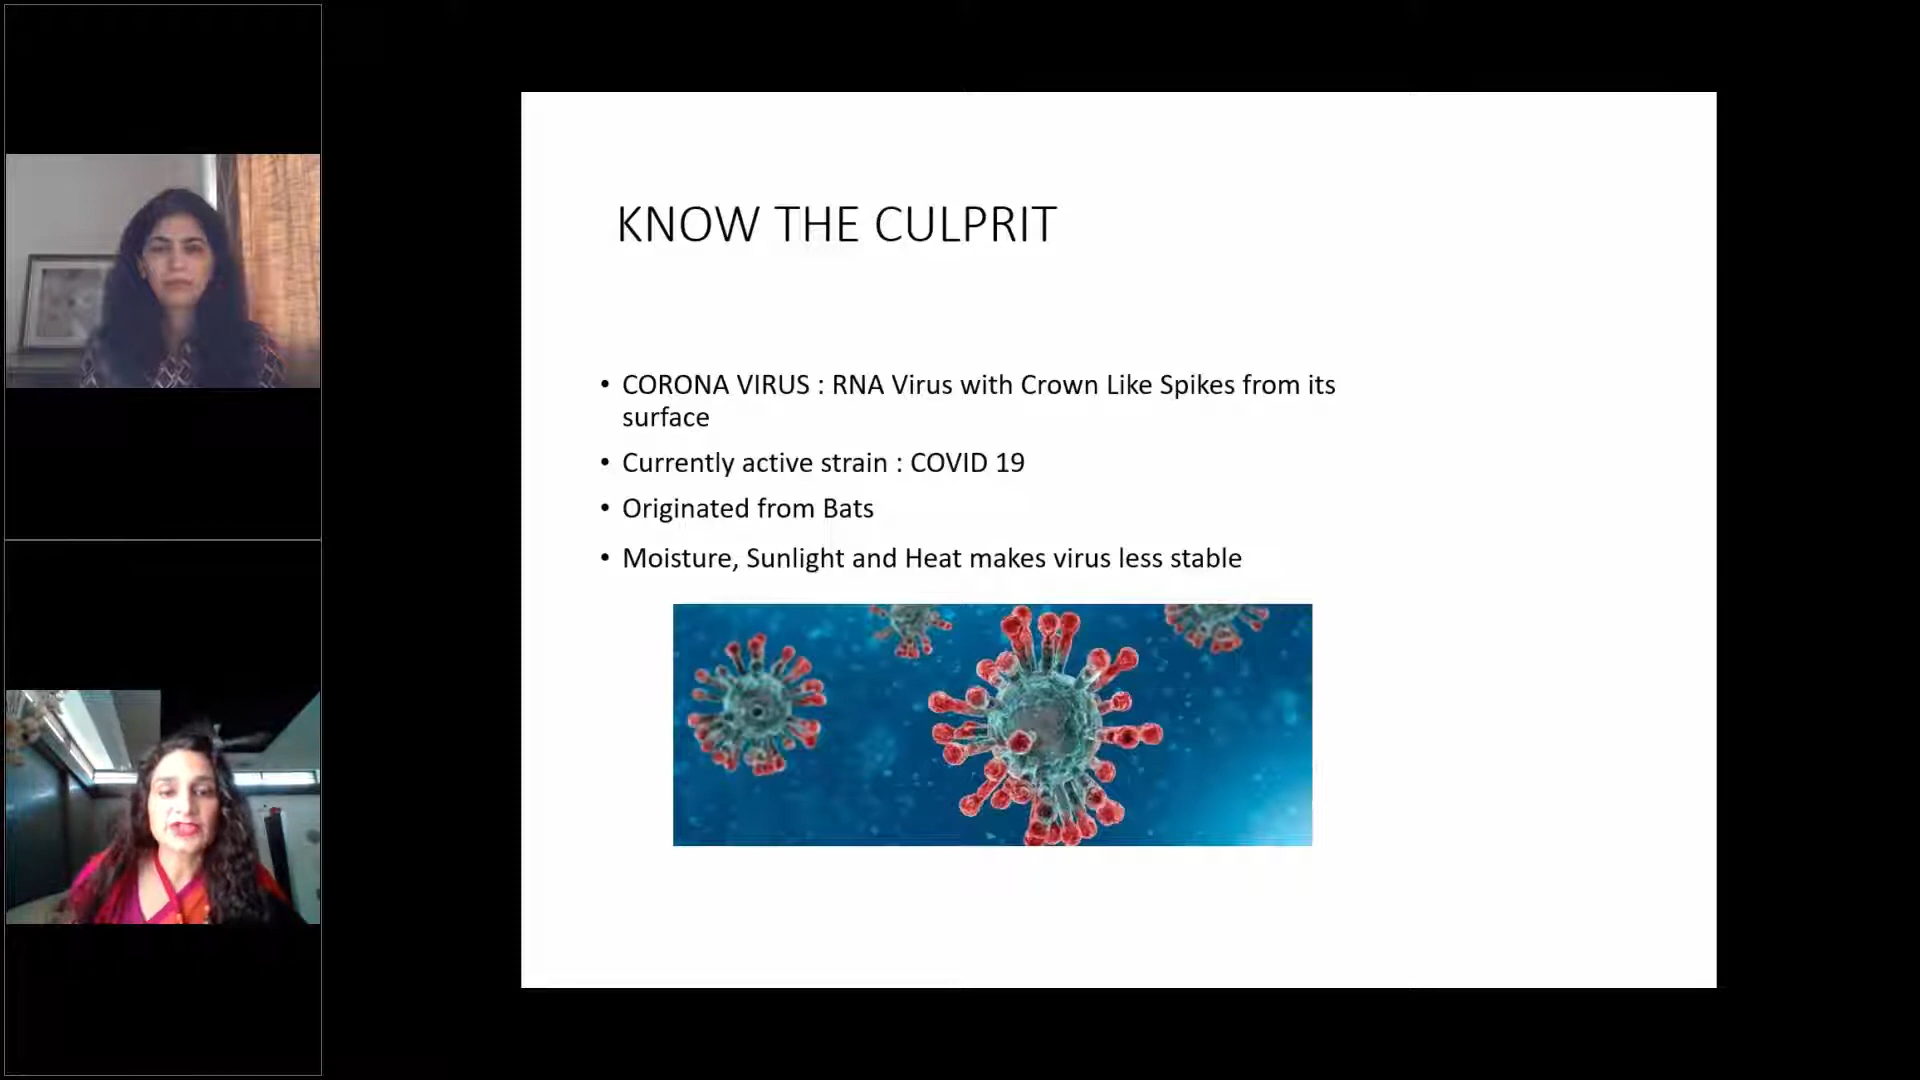 KNOW THE CULPRIT
• CORONA VIRUS : RNA Virus with Crown Like Spikes from its
surface
• Currently active strain : COVID 19
• Originated from Bats
• Moisture, Sunlight and Heat makes virus less stable